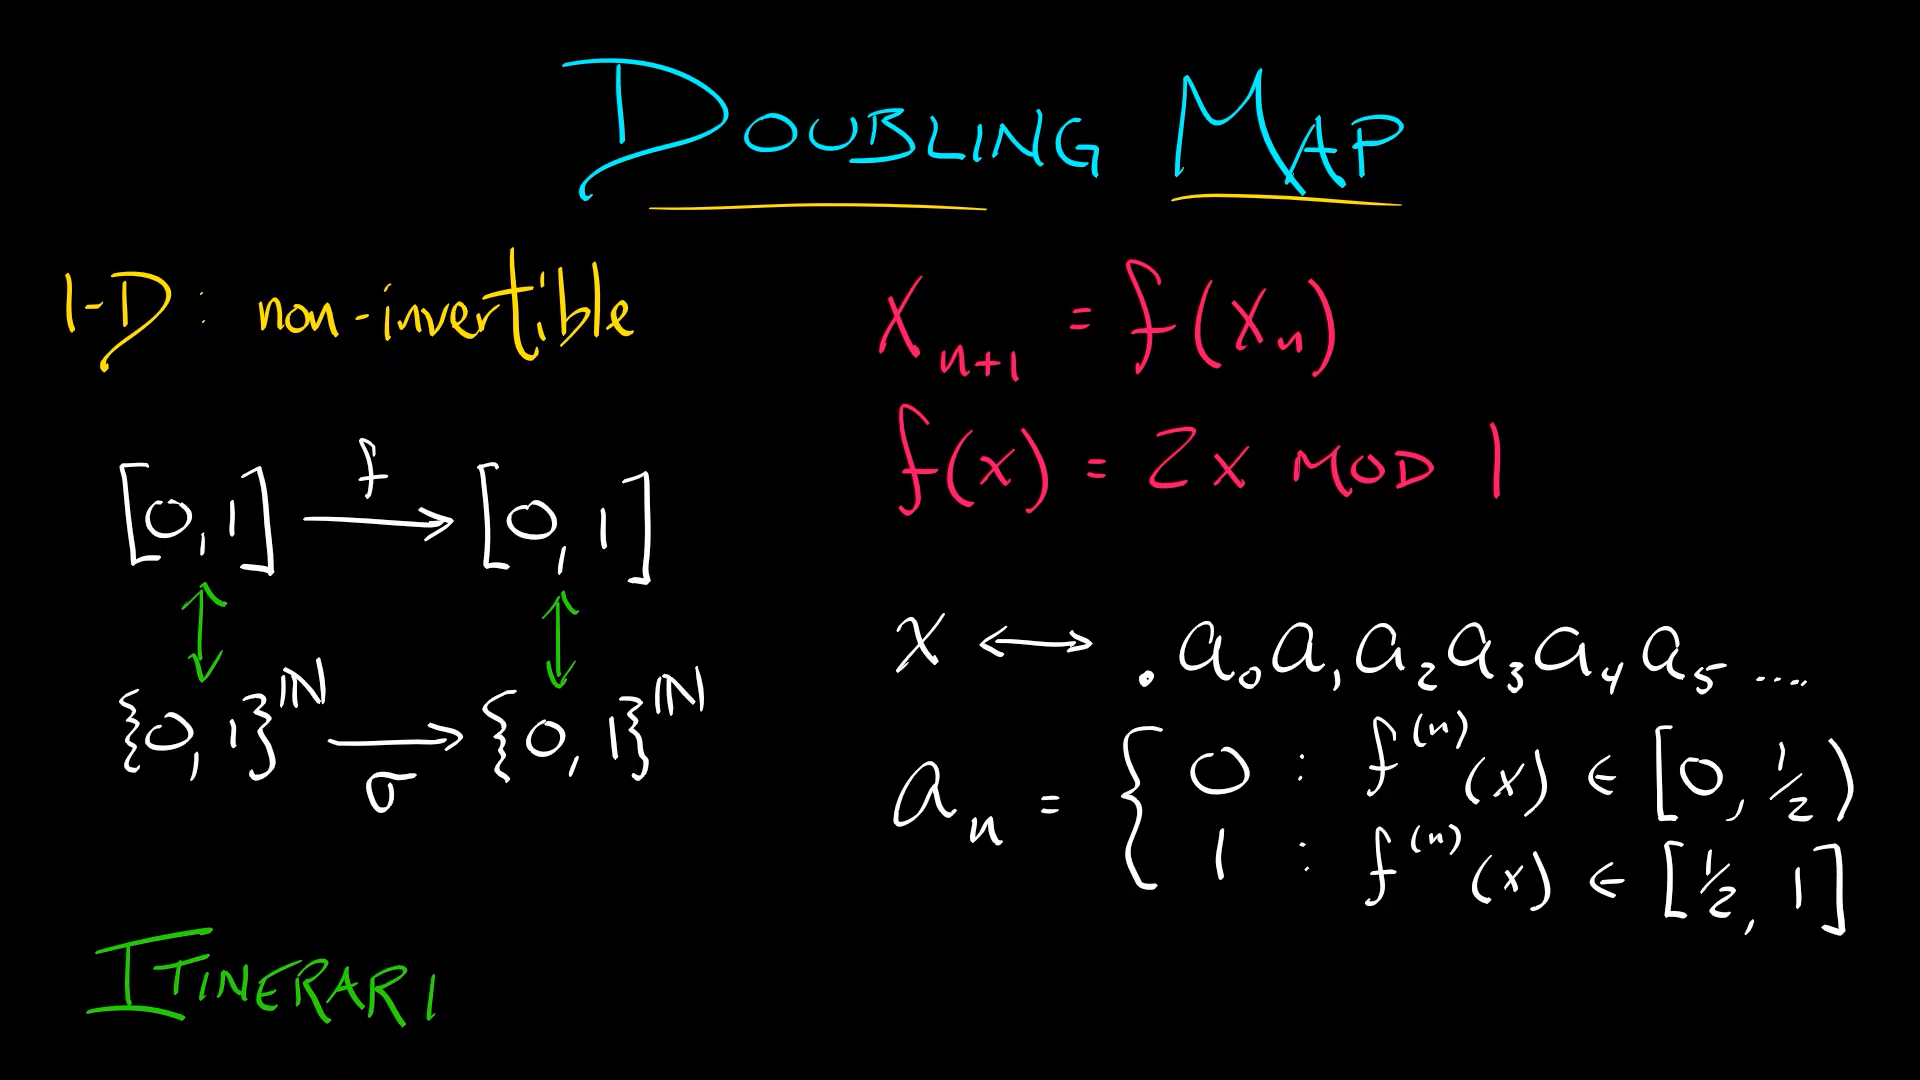 DOUBLING MAP
1-D: non-invertible
X_{n+1} = f(X_n)
f(x) = 2x MOD 1
[0,1] → [0,1]
f
{0,1}^ℕ → {0,1}^ℕ
σ
x ↔ .a₀a₁a₂a₃a₄a₅....
a_n = { 0 : f^{(n)}(x) ∈ [0, 1/2)
1 : f^{(n)}(x) ∈ [1/2, 1]
ITINERARI